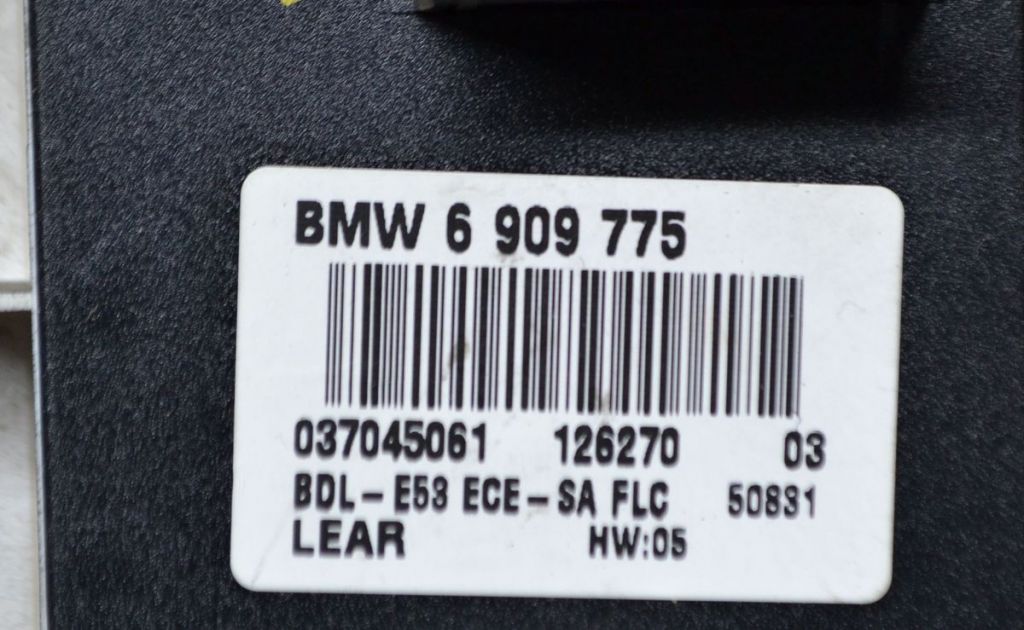 BMW 6 909 775
037045061 126270 03
BDL-E53 ECE-SA FLC 50831
LEAR HW:05